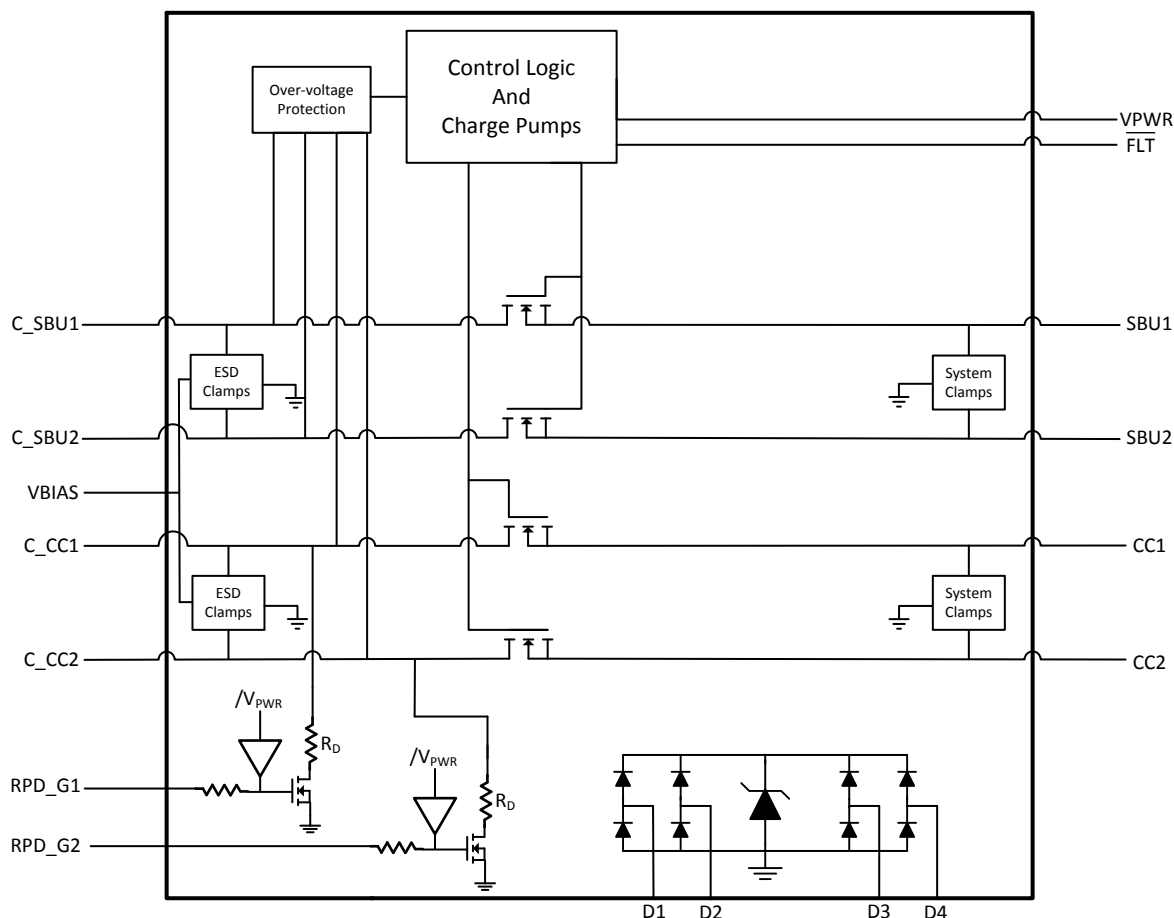 Control Logic
And
Charge Pumps
Over-voltage
Protection
VPWR
FLT
C_SBU1
SBU1
ESD
Clamps
System
Clamps
C_SBU2
SBU2
VBIAS
C_CC1
CC1
ESD
Clamps
System
Clamps
C_CC2
CC2
/VPWR
RD
/VPWR
RPD_G1
RD
RPD_G2
D1
D2
D3
D4